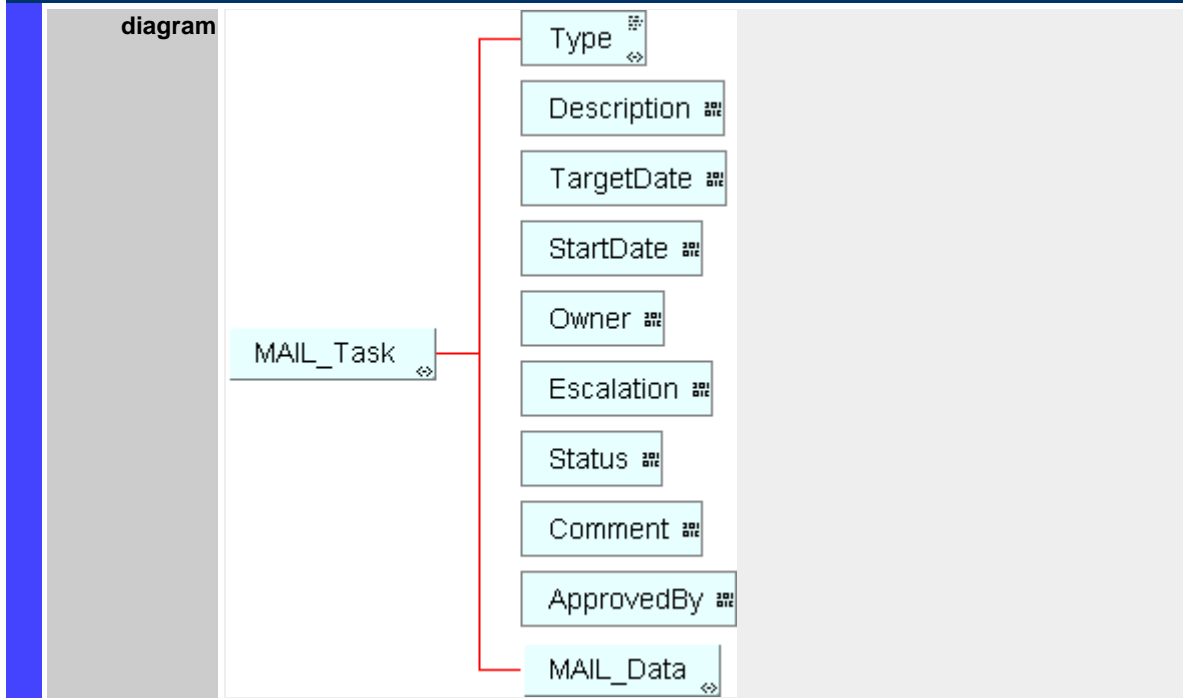 diagram
Type
Description
TargetDate
StartDate
Owner
MAIL_Task
Escalation
Status
Comment
ApprovedBy
MAIL_Data